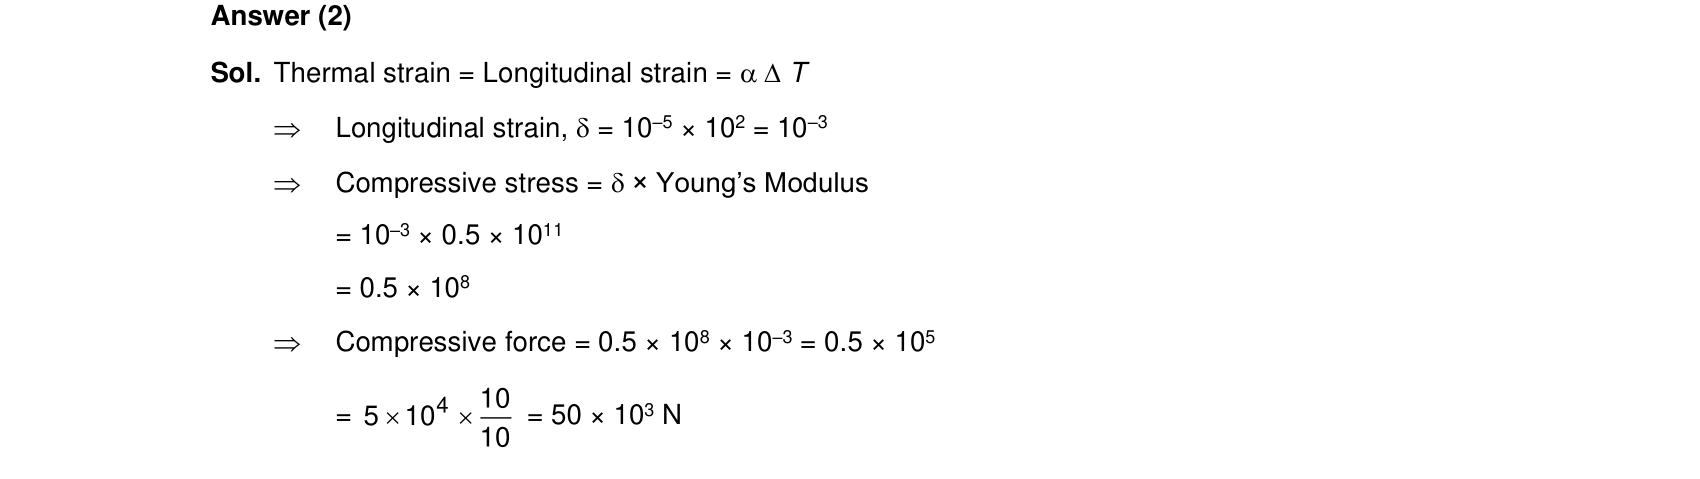 Answer (2)
Sol. Thermal strain = Longitudinal strain = α Δ T
⇒ Longitudinal strain, δ = 10⁻⁵ × 10² = 10⁻³
⇒ Compressive stress = δ × Young’s Modulus
= 10⁻³ × 0.5 × 10¹¹
= 0.5 × 10⁸
⇒ Compressive force = 0.5 × 10⁸ × 10⁻³ = 0.5 × 10⁵
= 5 × 10⁴ × 10/10 = 50 × 10³ N